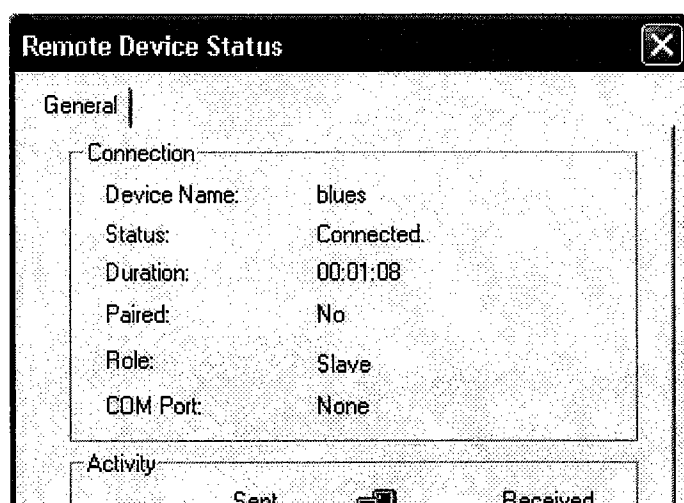 Remote Device Status
General
Connection
Device Name: blues
Status: Connected.
Duration: 00:01:08
Paired: No
Role: Slave
COM Port: None
Activity
Sent Received